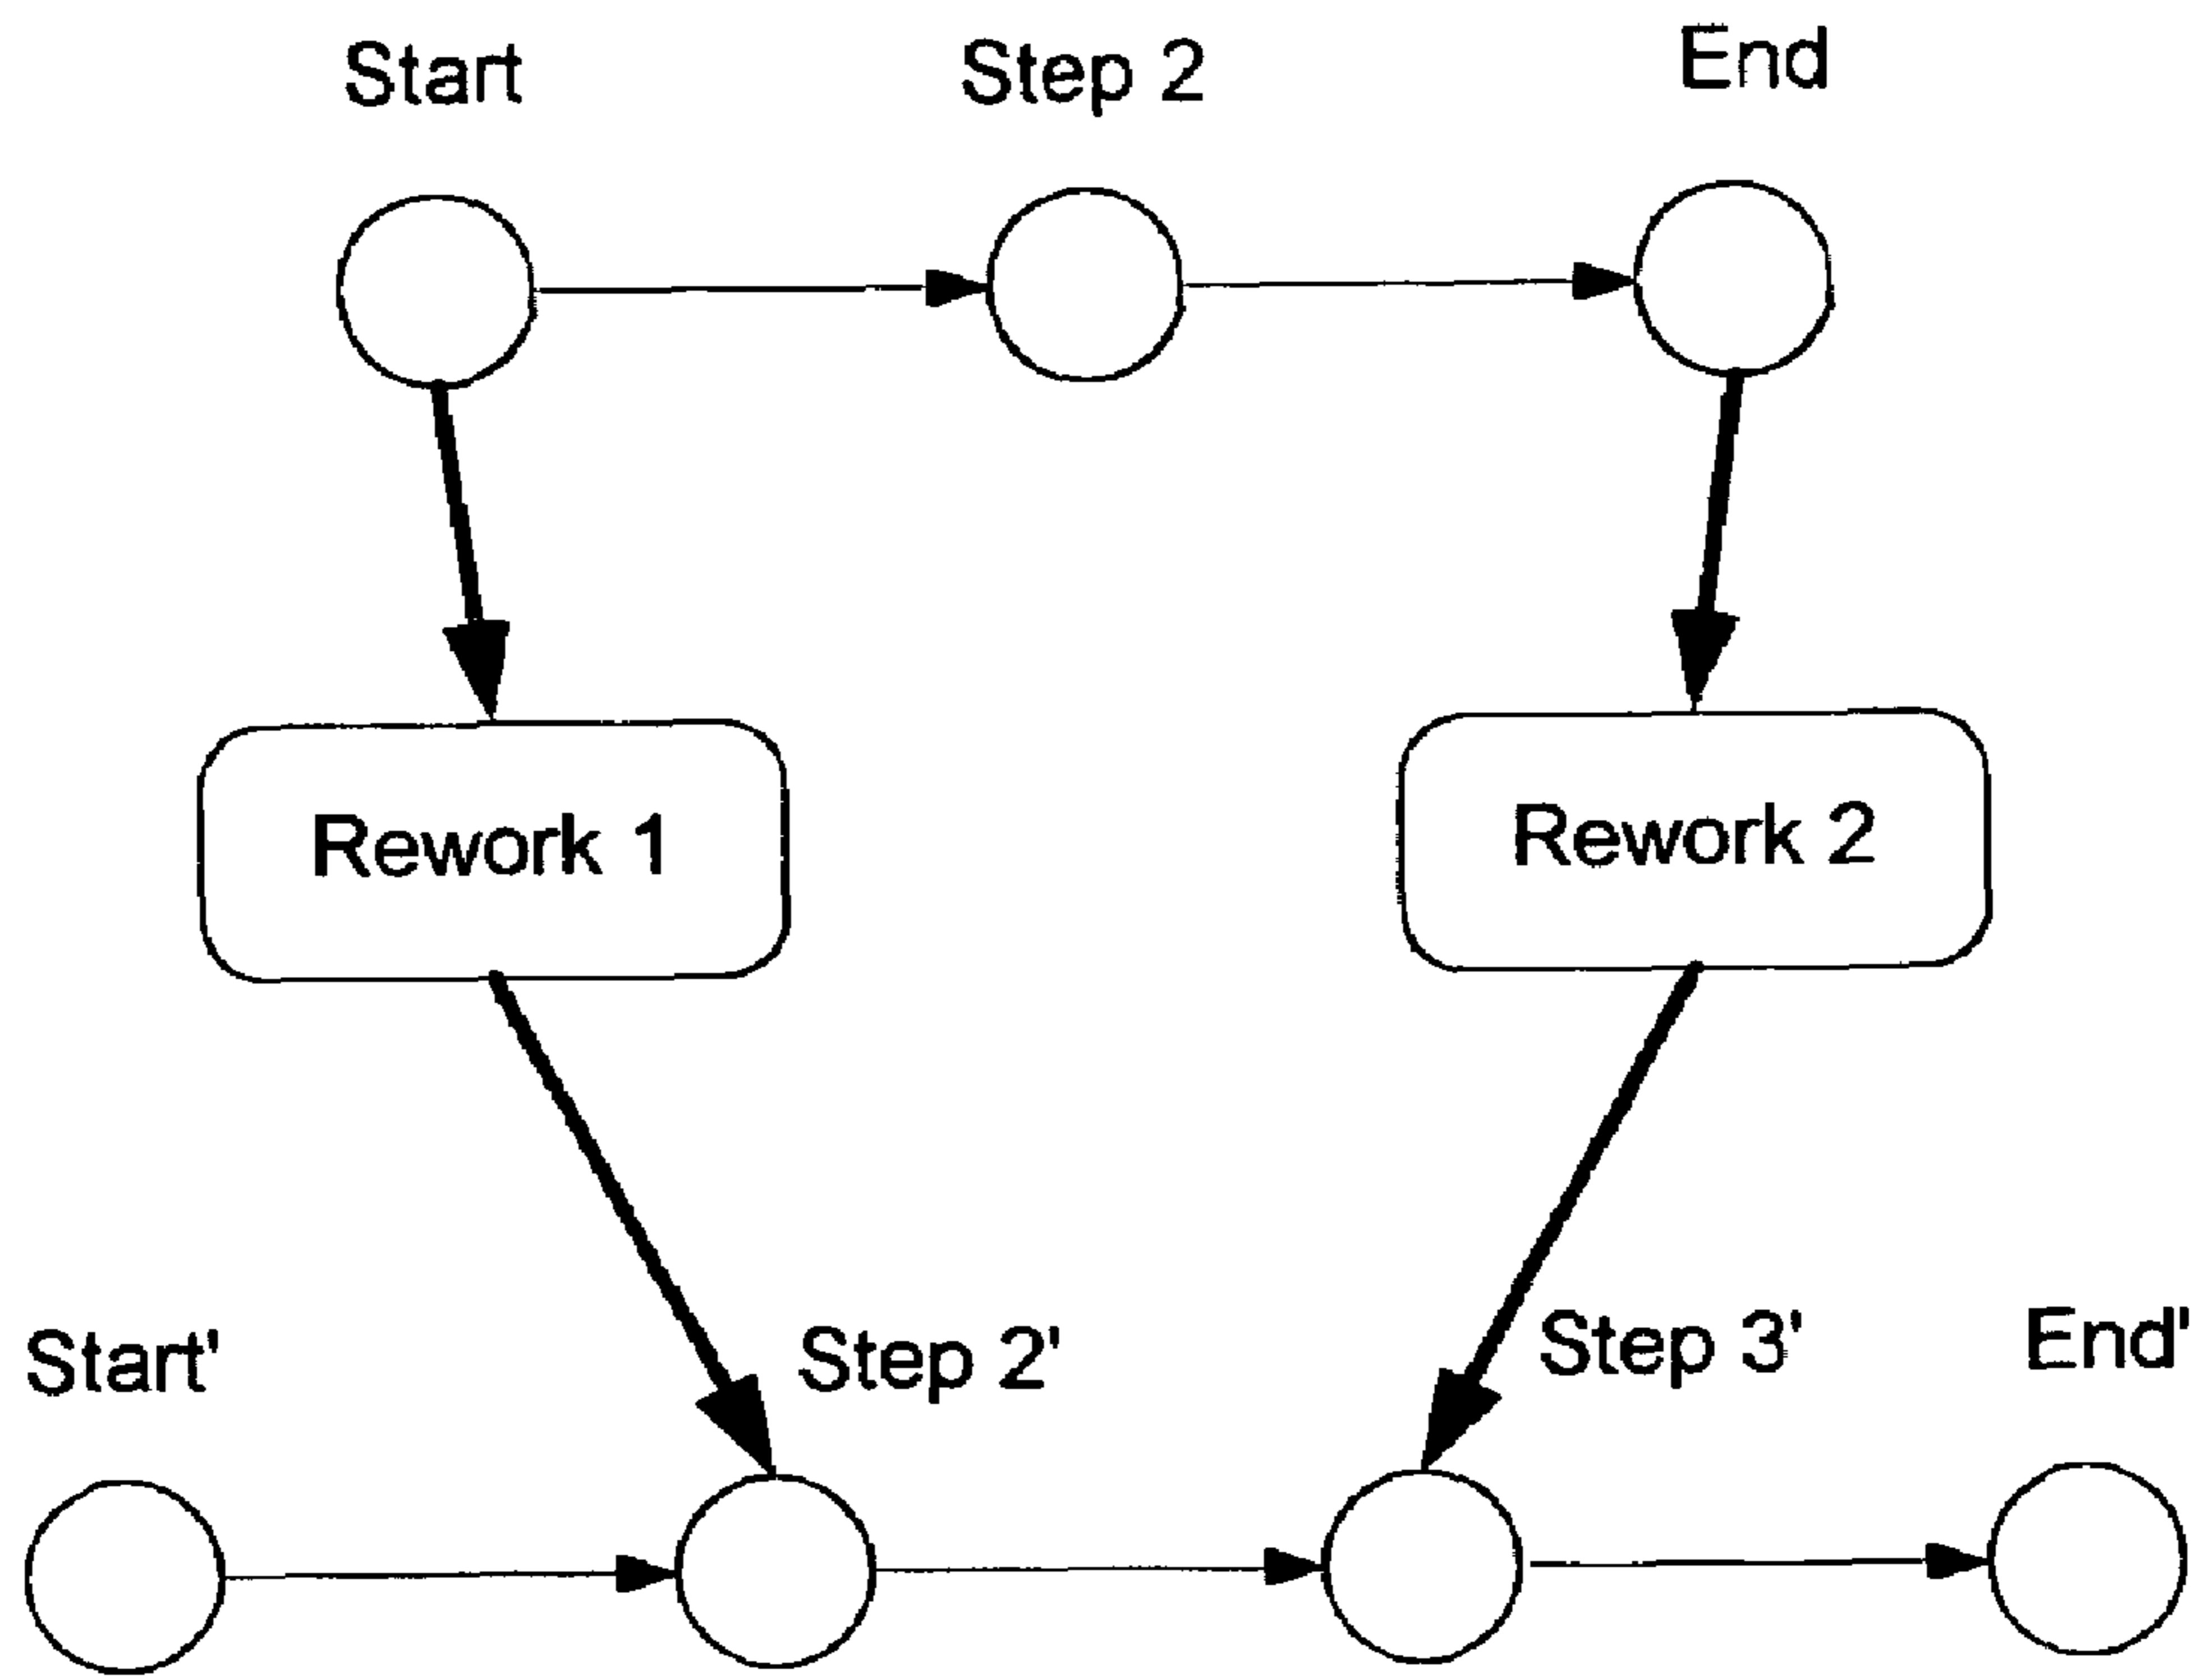 Start
Step 2
End
Rework 1
Rework 2
Start'
Step 2'
Step 3'
End'